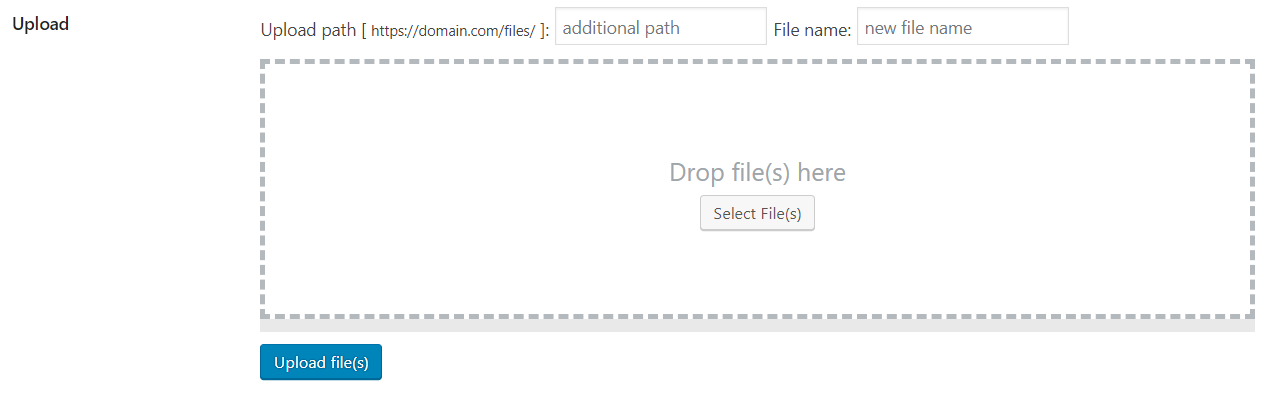 Upload
Upload path [ https://domain.com/files/ ]: additional path File name: new file name
Drop file(s) here
Select File(s)
Upload file(s)